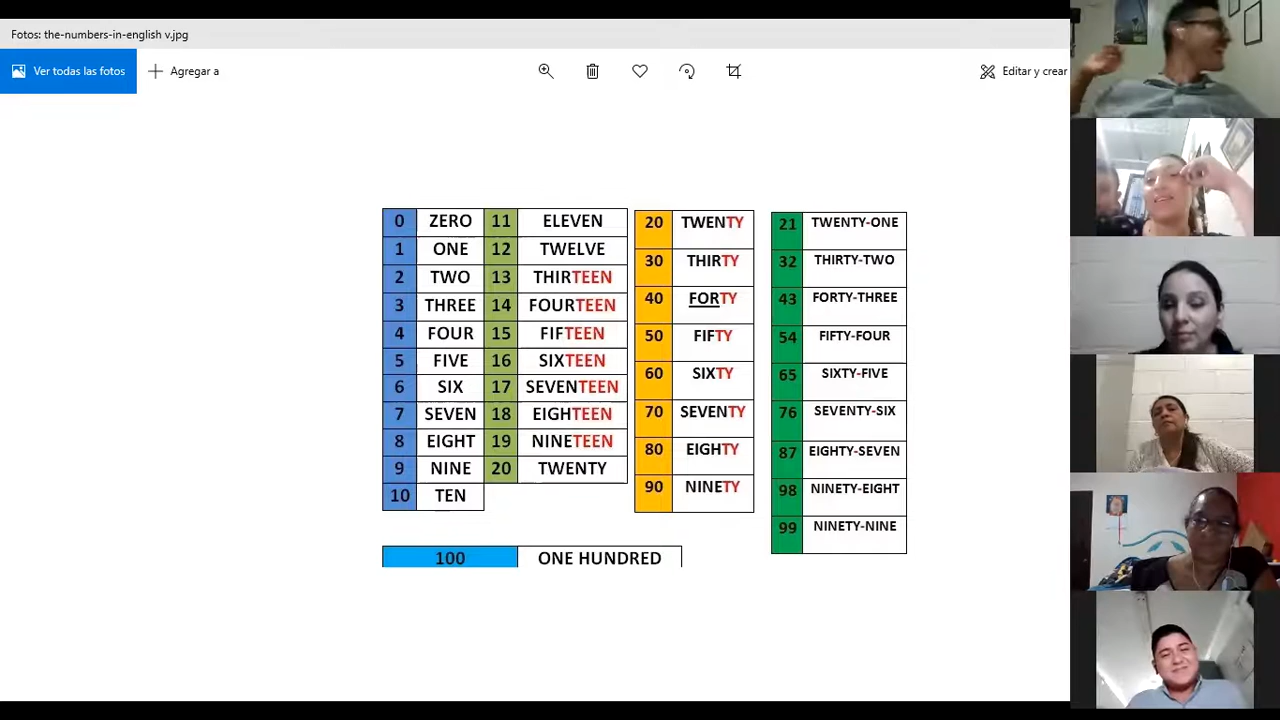 Fotos: the-numbers-in-english v.jpg
Ver todas las fotos
Agregar a
Editar y crear
0 ZERO 11 ELEVEN
1 ONE 12 TWELVE
2 TWO 13 THIRTEEN
3 THREE 14 FOURTEEN
4 FOUR 15 FIFTEEN
5 FIVE 16 SIXTEEN
6 SIX 17 SEVENTEEN
7 SEVEN 18 EIGHTEEN
8 EIGHT 19 NINETEEN
9 NINE 20 TWENTY
10 TEN
20 TWENTY
30 THIRTY
40 FORTY
50 FIFTY
60 SIXTY
70 SEVENTY
80 EIGHTY
90 NINETY
21 TWENTY-ONE
32 THIRTY-TWO
43 FORTY-THREE
54 FIFTY-FOUR
65 SIXTY-FIVE
76 SEVENTY-SIX
87 EIGHTY-SEVEN
98 NINETY-EIGHT
99 NINETY-NINE
100 ONE HUNDRED